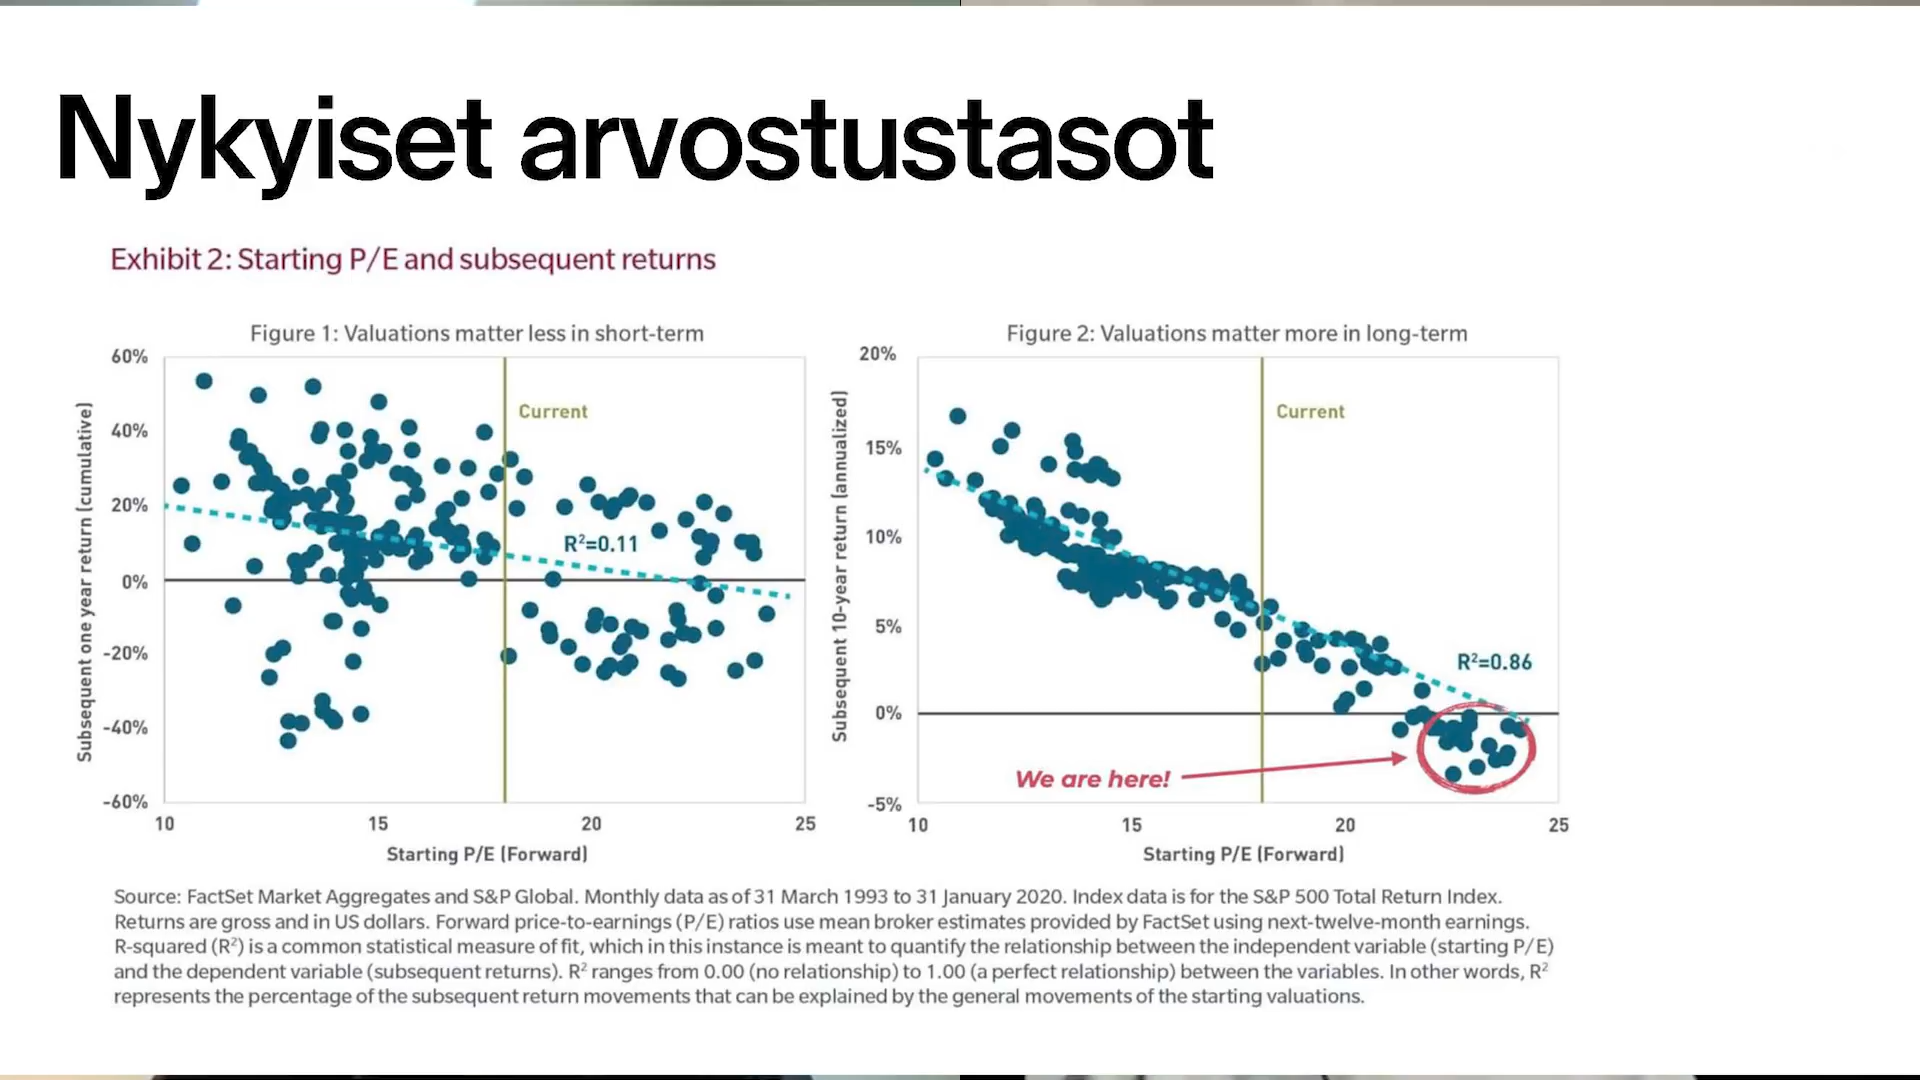 Nykyiset arvostustasot
Exhibit 2: Starting P/E and subsequent returns
Figure 1: Valuations matter less in short-term
60%
40%
20%
0%
-20%
-40%
-60%
Subsequent one year return (cumulative)
Current
R²=0.11
10
15
20
25
Starting P/E (Forward)
Figure 2: Valuations matter more in long-term
20%
15%
10%
5%
0%
-5%
Subsequent 10-year return (annualized)
Current
R²=0.86
We are here!
10
15
20
25
Starting P/E (Forward)
Source: FactSet Market Aggregates and S&P Global. Monthly data as of 31 March 1993 to 31 January 2020. Index data is for the S&P 500 Total Return Index.
Returns are gross and in US dollars. Forward price-to-earnings (P/E) ratios use mean broker estimates provided by FactSet using next-twelve-month earnings.
R-squared (R²) is a common statistical measure of fit, which in this instance is meant to quantify the relationship between the independent variable (starting P/E)
and the dependent variable (subsequent returns). R² ranges from 0.00 (no relationship) to 1.00 (a perfect relationship) between the variables. In other words, R²
represents the percentage of the subsequent return movements that can be explained by the general movements of the starting valuations.